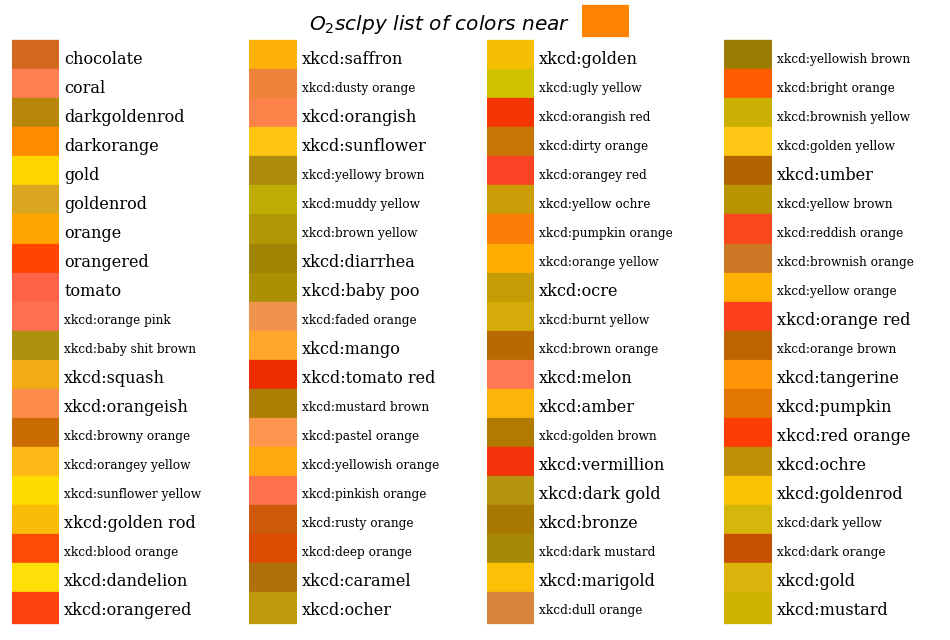 O₂sclpy list of colors near
chocolate
coral
darkgoldenrod
darkorange
gold
goldenrod
orange
orangered
tomato
xkcd:orange pink
xkcd:baby shit brown
xkcd:squash
xkcd:orangeish
xkcd:browny orange
xkcd:orangey yellow
xkcd:sunflower yellow
xkcd:golden rod
xkcd:blood orange
xkcd:dandelion
xkcd:orangered
xkcd:saffron
xkcd:dusty orange
xkcd:orangish
xkcd:sunflower
xkcd:yellowy brown
xkcd:muddy yellow
xkcd:brown yellow
xkcd:diarrhea
xkcd:baby poo
xkcd:faded orange
xkcd:mango
xkcd:tomato red
xkcd:mustard brown
xkcd:pastel orange
xkcd:yellowish orange
xkcd:pinkish orange
xkcd:rusty orange
xkcd:deep orange
xkcd:caramel
xkcd:ocher
xkcd:golden
xkcd:ugly yellow
xkcd:orangish red
xkcd:dirty orange
xkcd:orangey red
xkcd:yellow ochre
xkcd:pumpkin orange
xkcd:orange yellow
xkcd:ocre
xkcd:burnt yellow
xkcd:brown orange
xkcd:melon
xkcd:amber
xkcd:golden brown
xkcd:vermillion
xkcd:dark gold
xkcd:bronze
xkcd:dark mustard
xkcd:marigold
xkcd:dull orange
xkcd:yellowish brown
xkcd:bright orange
xkcd:brownish yellow
xkcd:golden yellow
xkcd:umber
xkcd:yellow brown
xkcd:reddish orange
xkcd:brownish orange
xkcd:yellow orange
xkcd:orange red
xkcd:orange brown
xkcd:tangerine
xkcd:pumpkin
xkcd:red orange
xkcd:ochre
xkcd:goldenrod
xkcd:dark yellow
xkcd:dark orange
xkcd:gold
xkcd:mustard